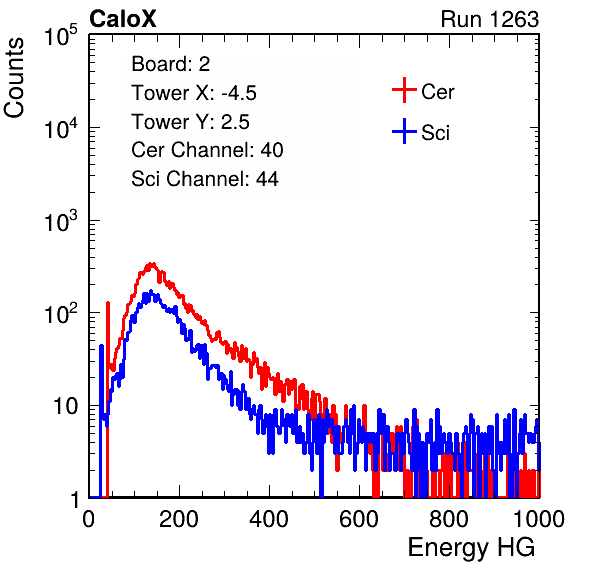 CaloX Run 1263
Counts
Board: 2
Tower X: -4.5
Tower Y: 2.5
Cer Channel: 40
Sci Channel: 44
Cer
Sci
10^5
10^4
10^3
10^2
10
1
0 200 400 600 800 1000
Energy HG